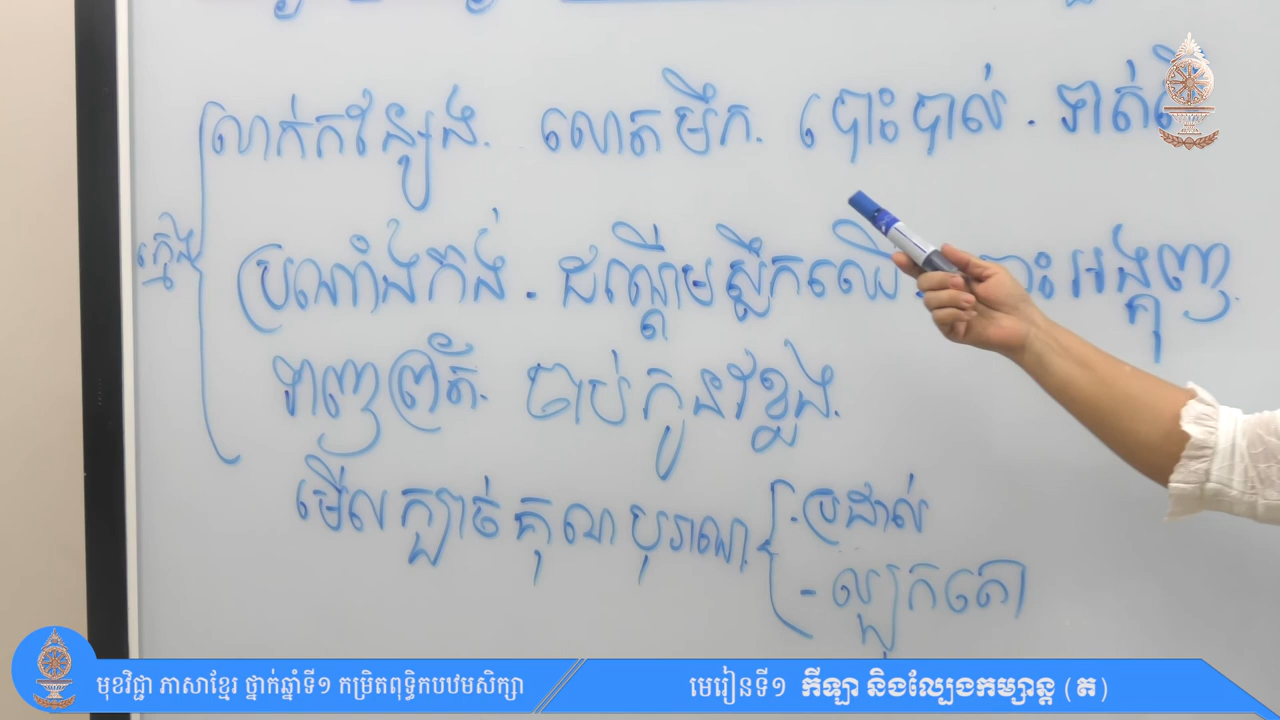 លាក់កន្សែង. លោតមឹក. បោះបាល់. ទាត់
ក្មេង
ប្រណាំងកង់. ដណ្ដើមស្លឹកឈើ. បោះអង្គុញ.
ទាញព្រ័ត. ចាប់កូនខ្លែង.
មើលក្បាច់គុណបុរាណ
- ប្រដាល់
- ល្បុកតោ
មុខវិជ្ជា ភាសាខ្មែរ ថ្នាក់ឆ្នាំទី១ កម្រិតពុទ្ធិកបឋមសិក្សា
មេរៀនទី១ កីឡា និងល្បែងកម្សាន្ត (ត)